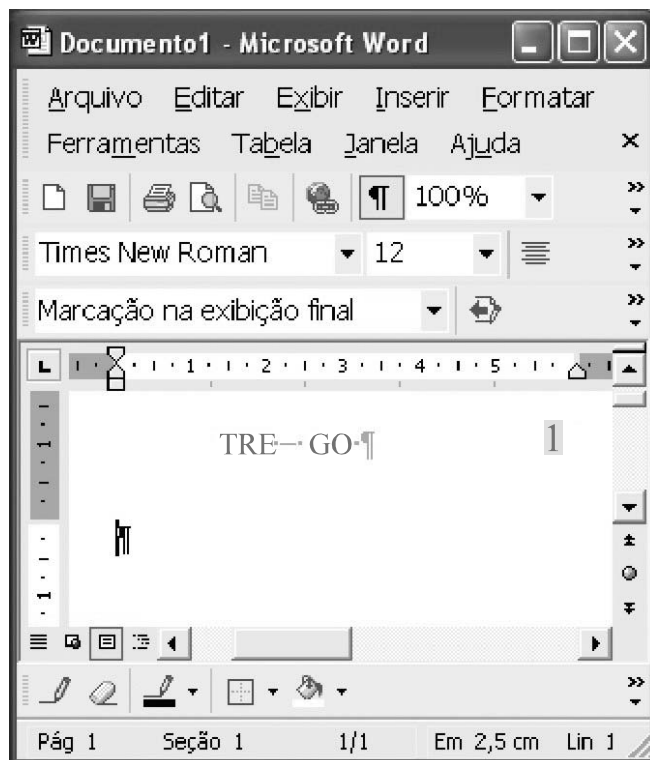 Documento1 - Microsoft Word
Arquivo Editar Exibir Inserir Formatar
Ferramentas Tabela Janela Ajuda
100%
Times New Roman 12
Marcação na exibição final
L 1 2 3 4 5
1
TRE – GO ¶ 1
¶
1
Pág 1 Seção 1 1/1 Em 2,5 cm Lin 1